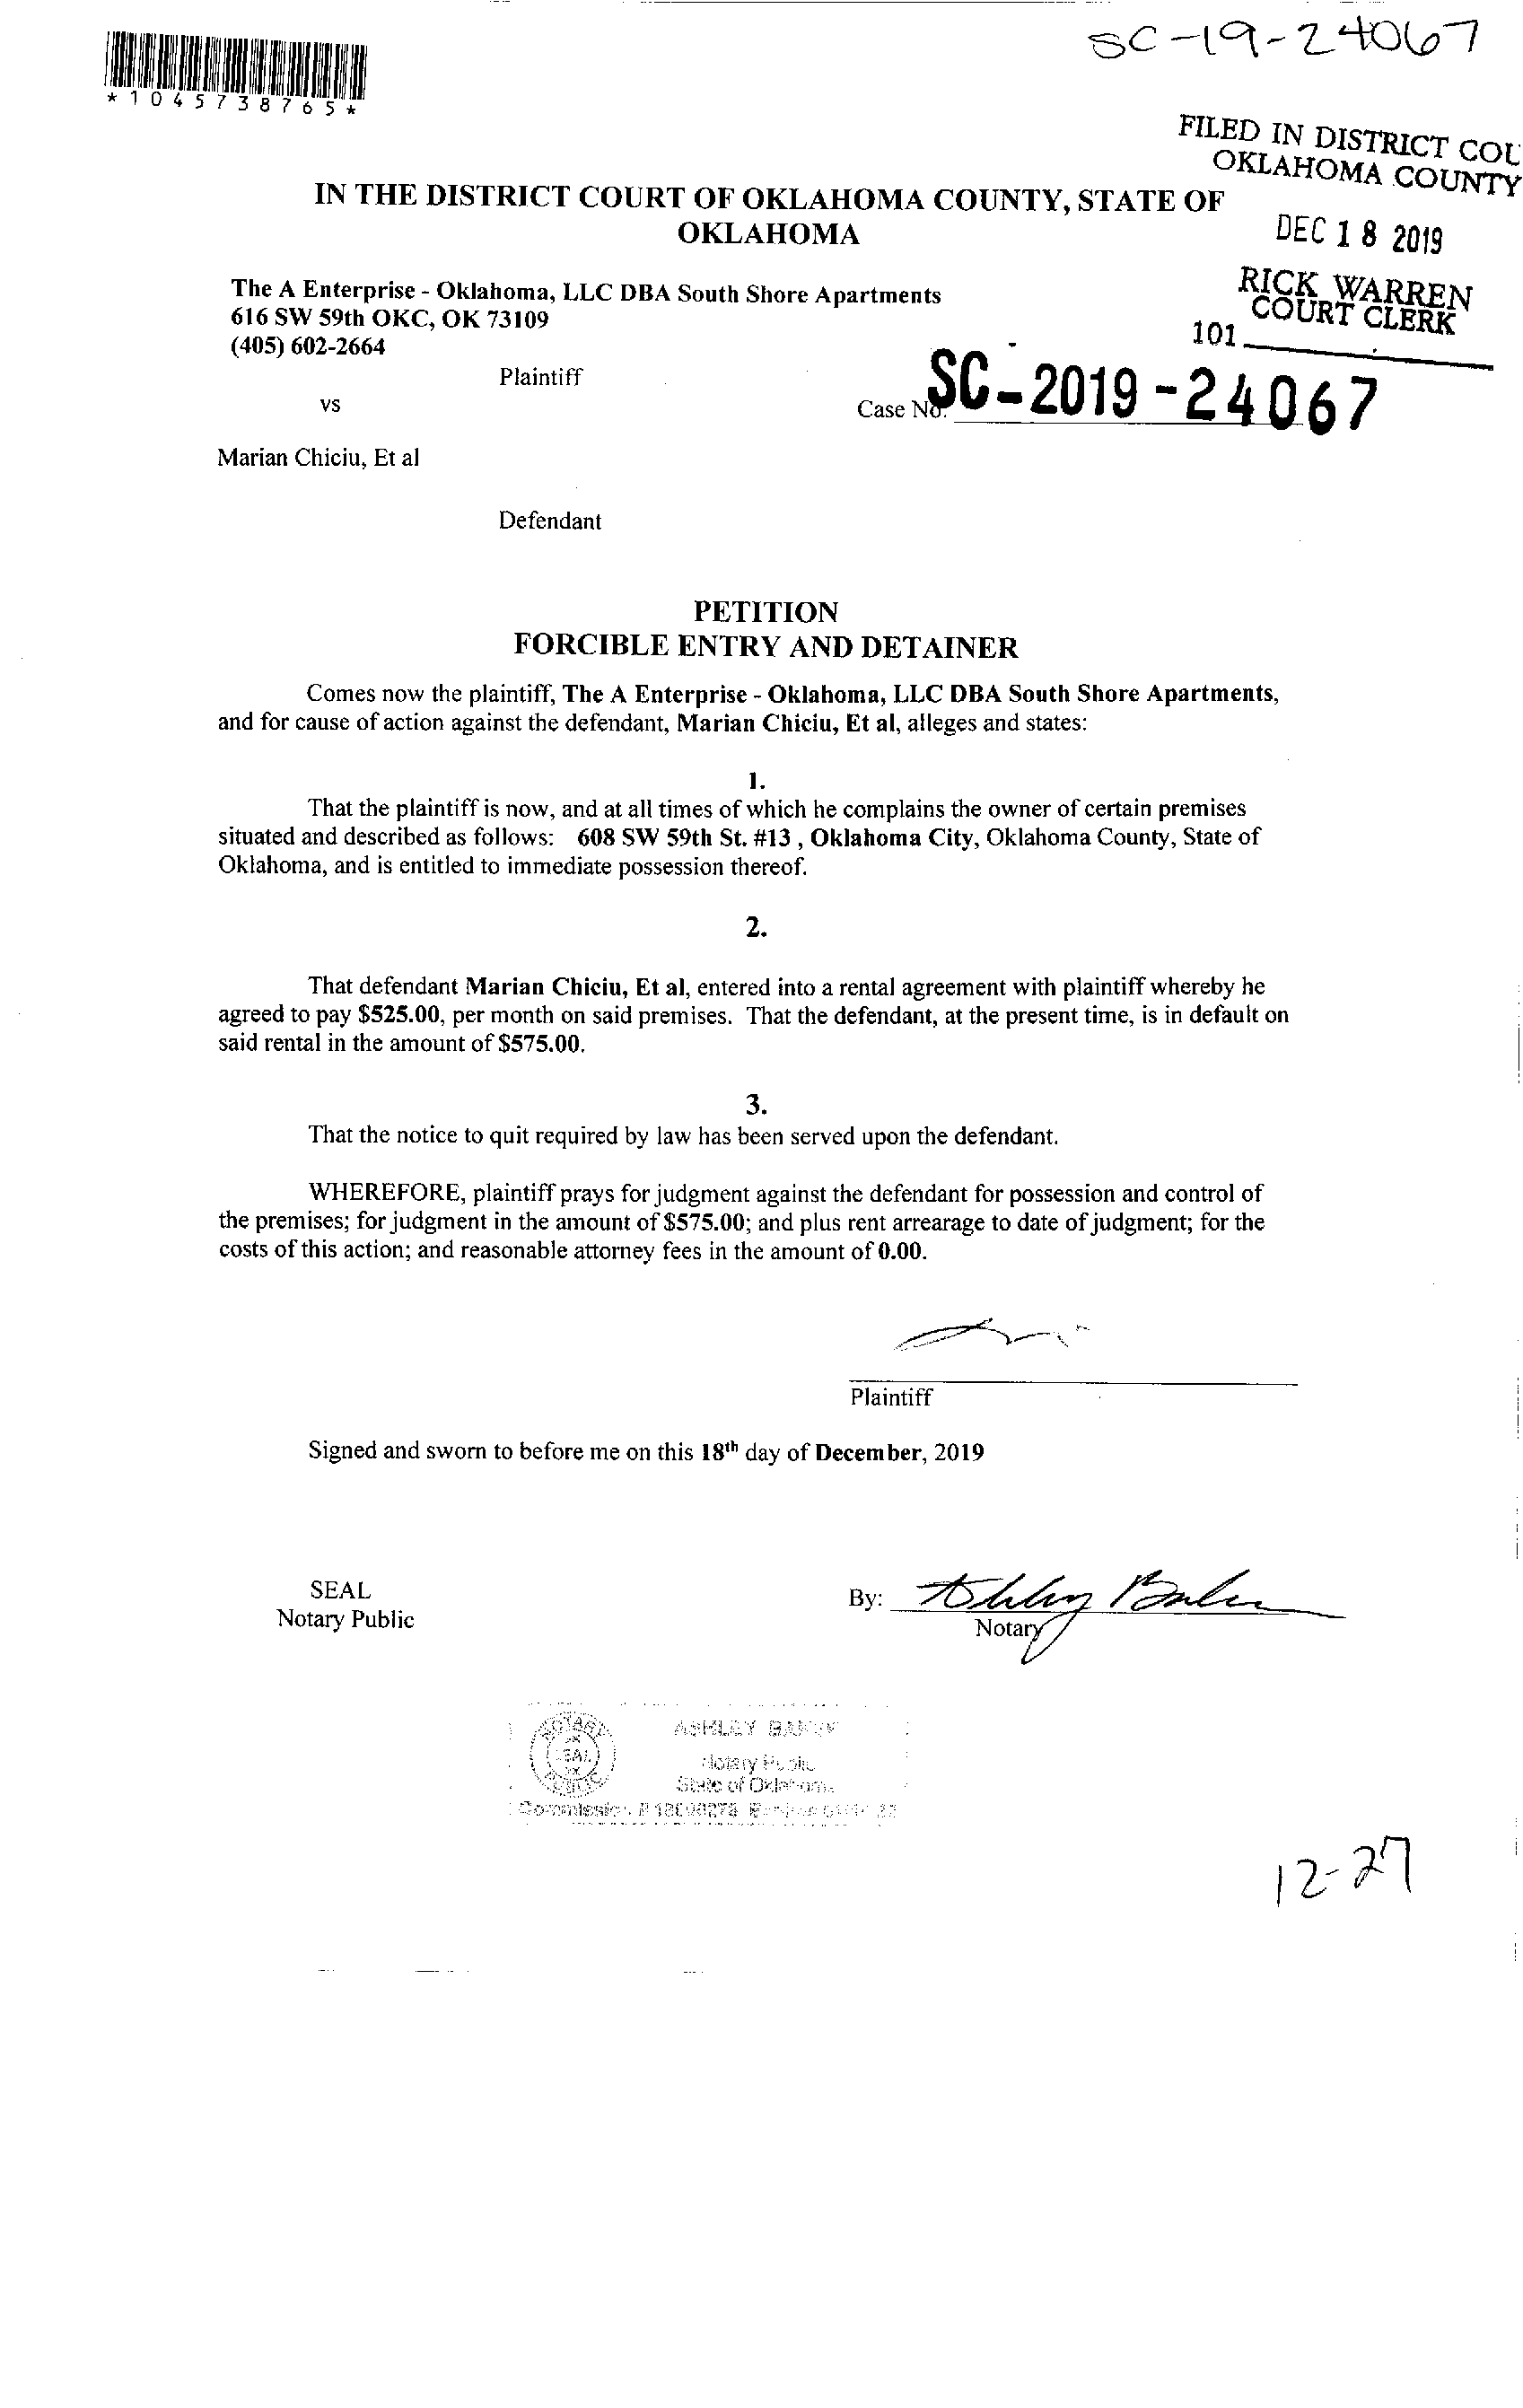 SC-19-24067
*1045738765*
FILED IN DISTRICT COU
OKLAHOMA COUNTY
IN THE DISTRICT COURT OF OKLAHOMA COUNTY, STATE OF
OKLAHOMA
DEC 18 2019
RICK WARREN
COURT CLERK
101
The A Enterprise - Oklahoma, LLC DBA South Shore Apartments
616 SW 59th OKC, OK 73109
(405) 602-2664
Plaintiff
vs
Case No. SC-2019-24067
Marian Chiciu, Et al
Defendant
PETITION
FORCIBLE ENTRY AND DETAINER
Comes now the plaintiff, The A Enterprise - Oklahoma, LLC DBA South Shore Apartments,
and for cause of action against the defendant, Marian Chiciu, Et al, alleges and states:
1.
That the plaintiff is now, and at all times of which he complains the owner of certain premises
situated and described as follows: 608 SW 59th St. #13 , Oklahoma City, Oklahoma County, State of
Oklahoma, and is entitled to immediate possession thereof.
2.
That defendant Marian Chiciu, Et al, entered into a rental agreement with plaintiff whereby he
agreed to pay $525.00, per month on said premises. That the defendant, at the present time, is in default on
said rental in the amount of $575.00.
3.
That the notice to quit required by law has been served upon the defendant.
WHEREFORE, plaintiff prays for judgment against the defendant for possession and control of
the premises; for judgment in the amount of $575.00; and plus rent arrearage to date of judgment; for the
costs of this action; and reasonable attorney fees in the amount of 0.00.
Plaintiff
Signed and sworn to before me on this 18th day of December, 2019
SEAL
Notary Public
By:
Notary
NOTARY
SEAL
PUBLIC
ASHLEY
Notary Public
State of Oklahoma
Commission #
12-27